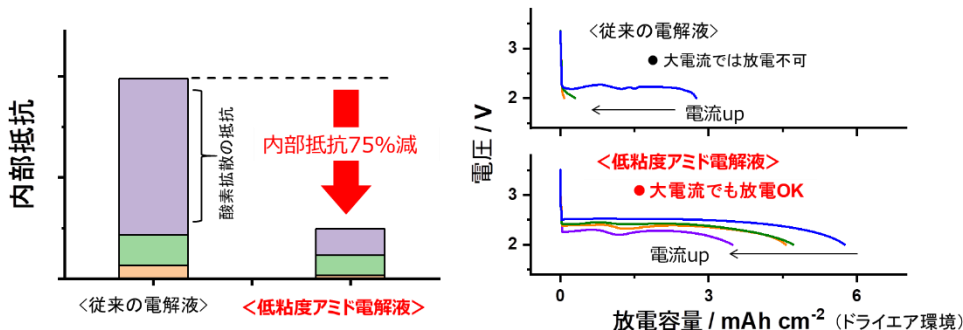 内部抵抗
酸素拡散の抵抗
内部抵抗75%減
<従来の電解液>
<低粘度アミド電解液>
電圧 / V
3
2
<従来の電解液>
● 大電流では放電不可
電流up
3
2
<低粘度アミド電解液>
● 大電流でも放電OK
電流up
0
3
6
放電容量 / mAh cm⁻² (ドライエア環境)